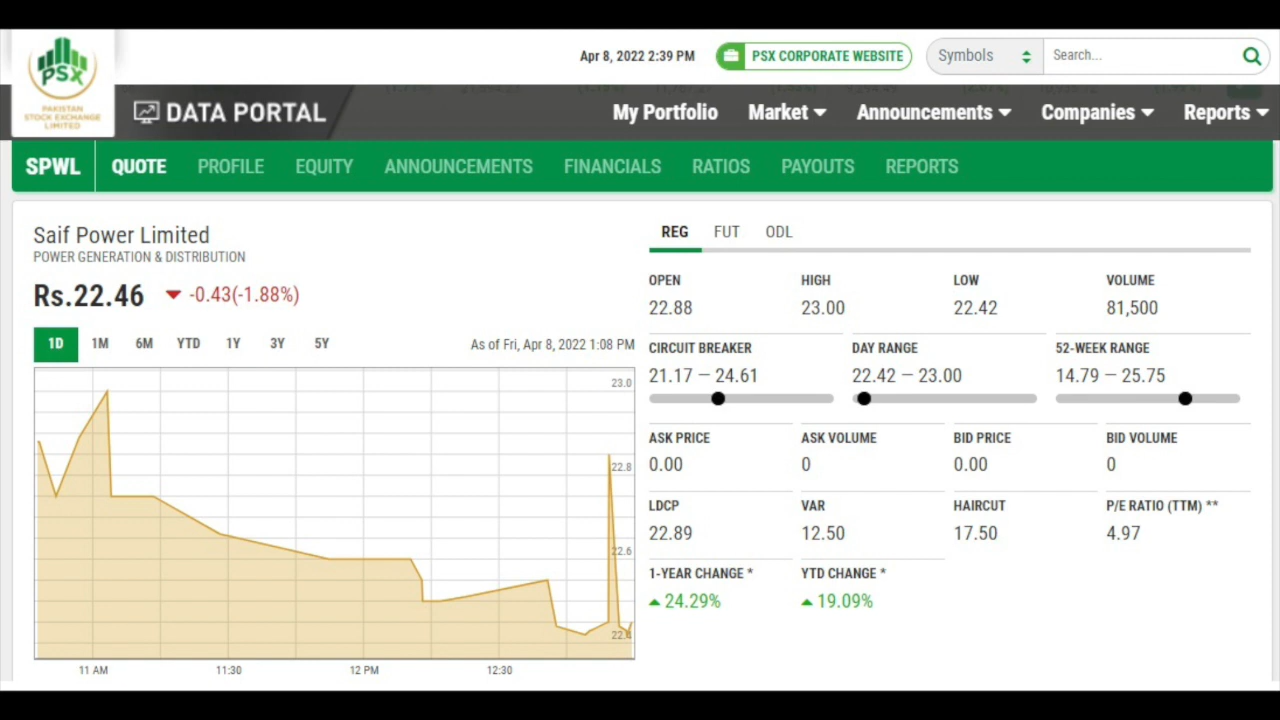 Apr 8, 2022 2:39 PM
PSX CORPORATE WEBSITE
Symbols
Search...
PSX
PAKISTAN
STOCK EXCHANGE
LIMITED
DATA PORTAL
My Portfolio
Market
Announcements
Companies
Reports
SPWL
QUOTE
PROFILE
EQUITY
ANNOUNCEMENTS
FINANCIALS
RATIOS
PAYOUTS
REPORTS
Saif Power Limited
POWER GENERATION & DISTRIBUTION
Rs.22.46
-0.43(-1.88%)
1D 1M 6M YTD 1Y 3Y 5Y
As of Fri, Apr 8, 2022 1:08 PM
23.0
22.8
22.6
22.4
11 AM 11:30 12 PM 12:30
REG FUT ODL
OPEN HIGH LOW VOLUME
22.88 23.00 22.42 81,500
CIRCUIT BREAKER DAY RANGE 52-WEEK RANGE
21.17 — 24.61 22.42 — 23.00 14.79 — 25.75
ASK PRICE ASK VOLUME BID PRICE BID VOLUME
0.00 0 0.00 0
LDCP VAR HAIRCUT P/E RATIO (TTM) **
22.89 12.50 17.50 4.97
1-YEAR CHANGE * YTD CHANGE *
24.29% 19.09%